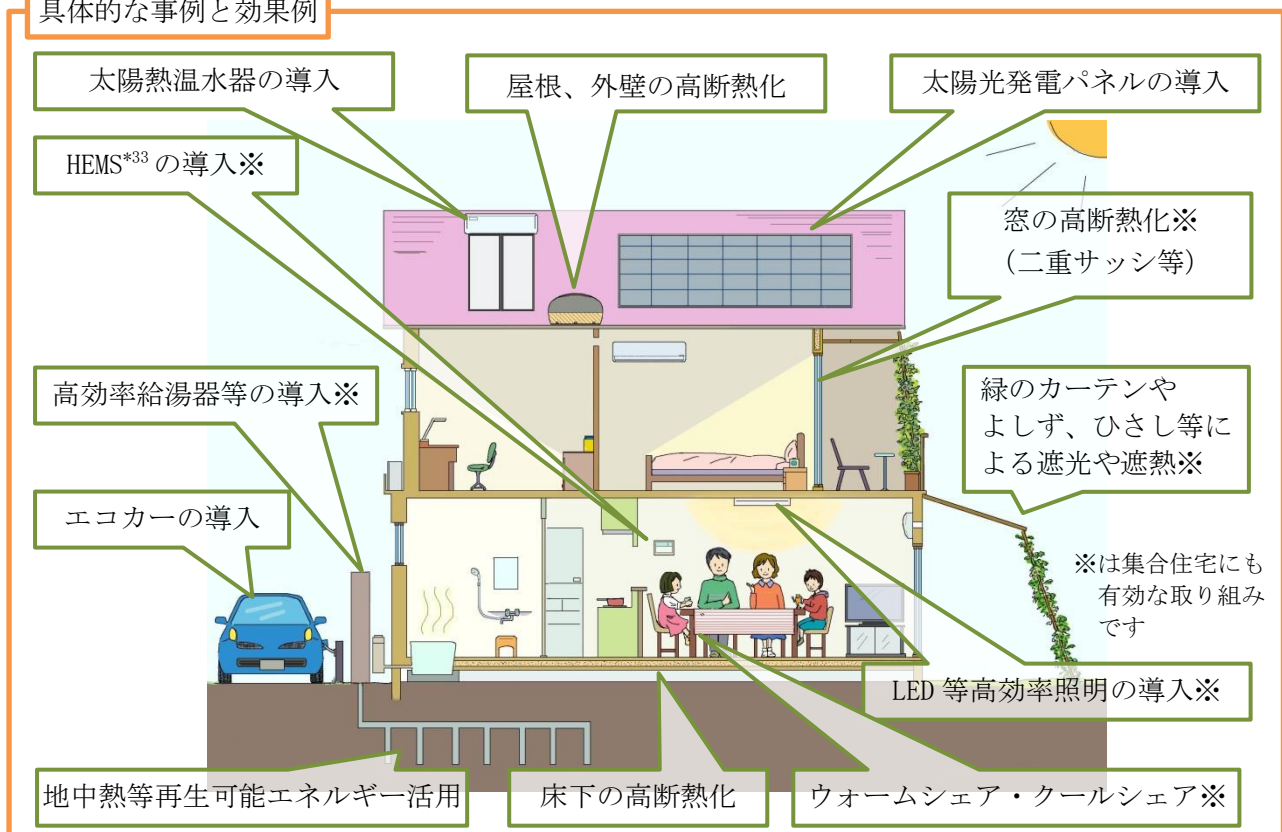 具体的な事例と効果例
太陽熱温水器の導入
屋根、外壁の高断熱化
太陽光発電パネルの導入
HEMS*33の導入※
窓の高断熱化※
(二重サッシ等)
高効率給湯器等の導入※
緑のカーテンや
よしず、ひさし等に
よる遮光や遮熱※
エコカーの導入
※は集合住宅にも
有効な取り組み
です
LED等高効率照明の導入※
地中熱等再生可能エネルギー活用
床下の高断熱化
ウォームシェア・クールシェア※